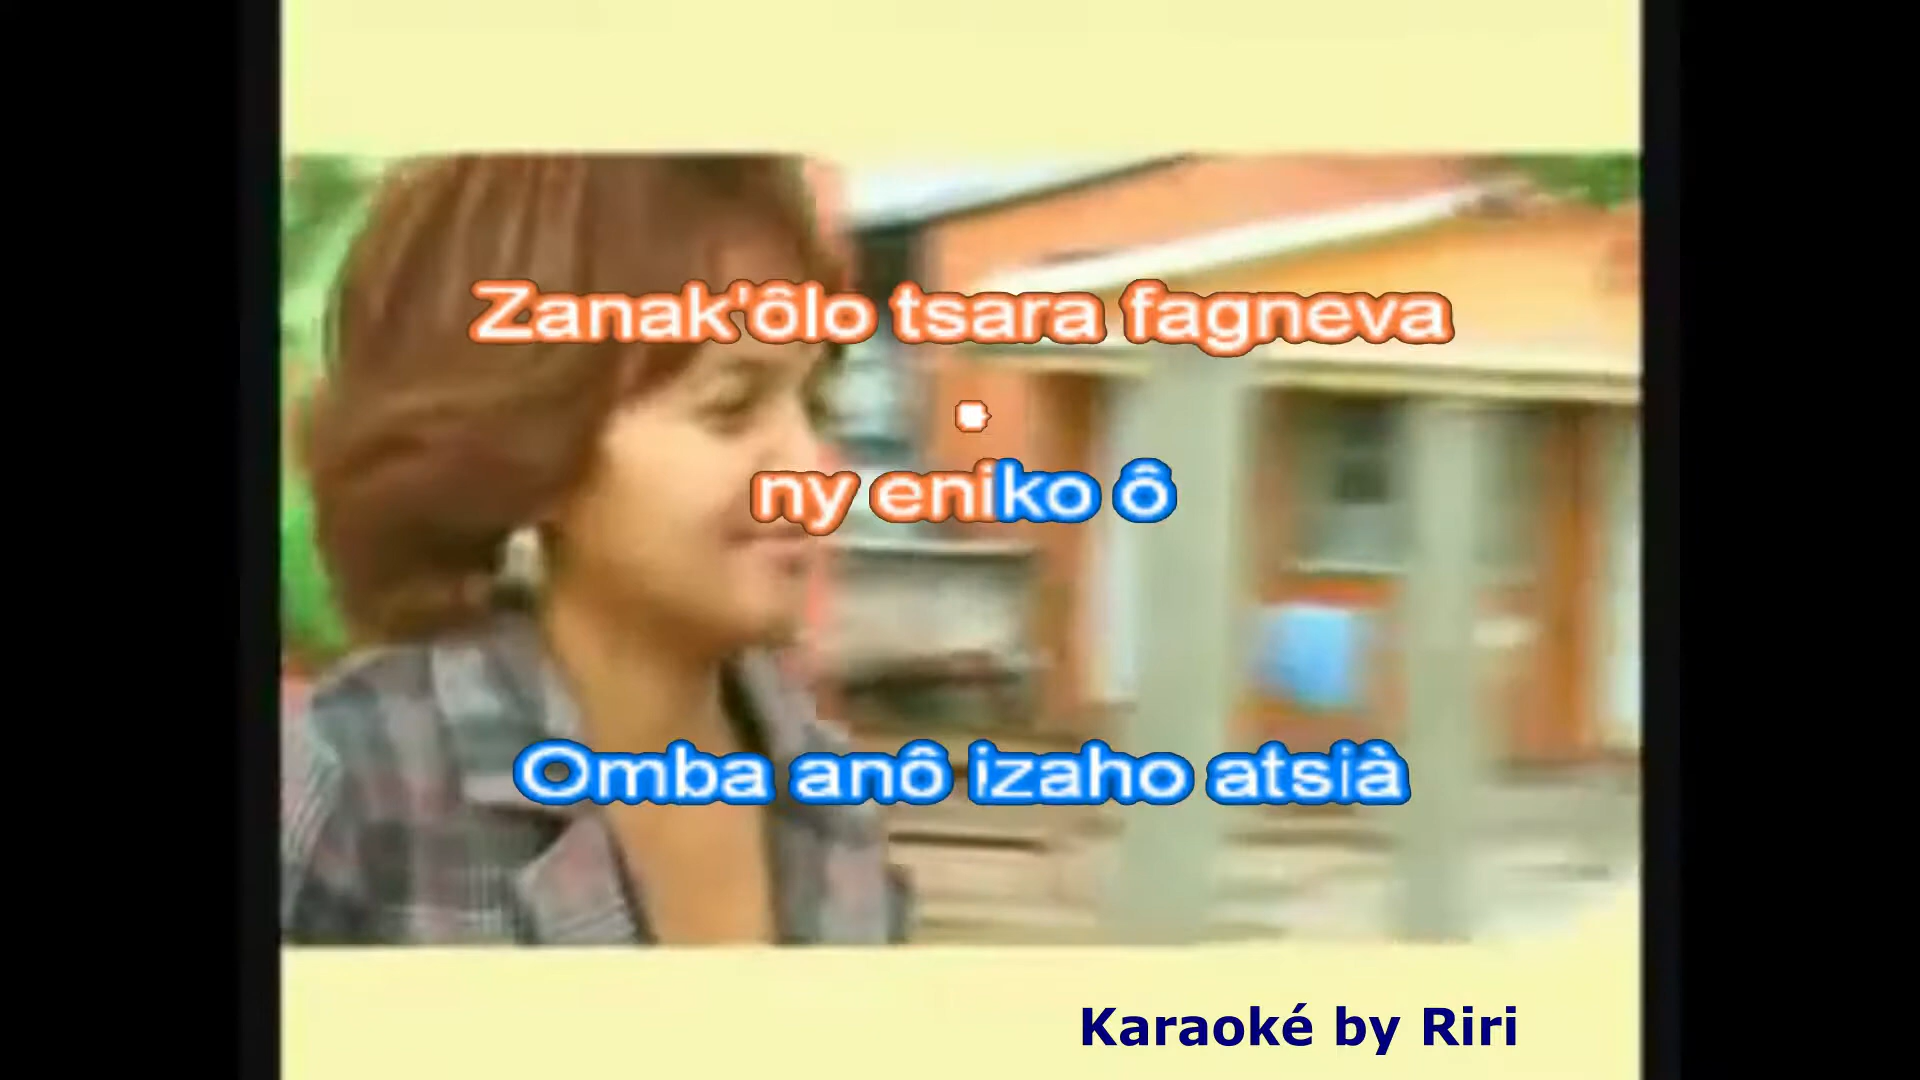 Zanak'ôlo tsara fagneva
ny eniko ô
Omba anô izaho atsià
Karaoké by Riri